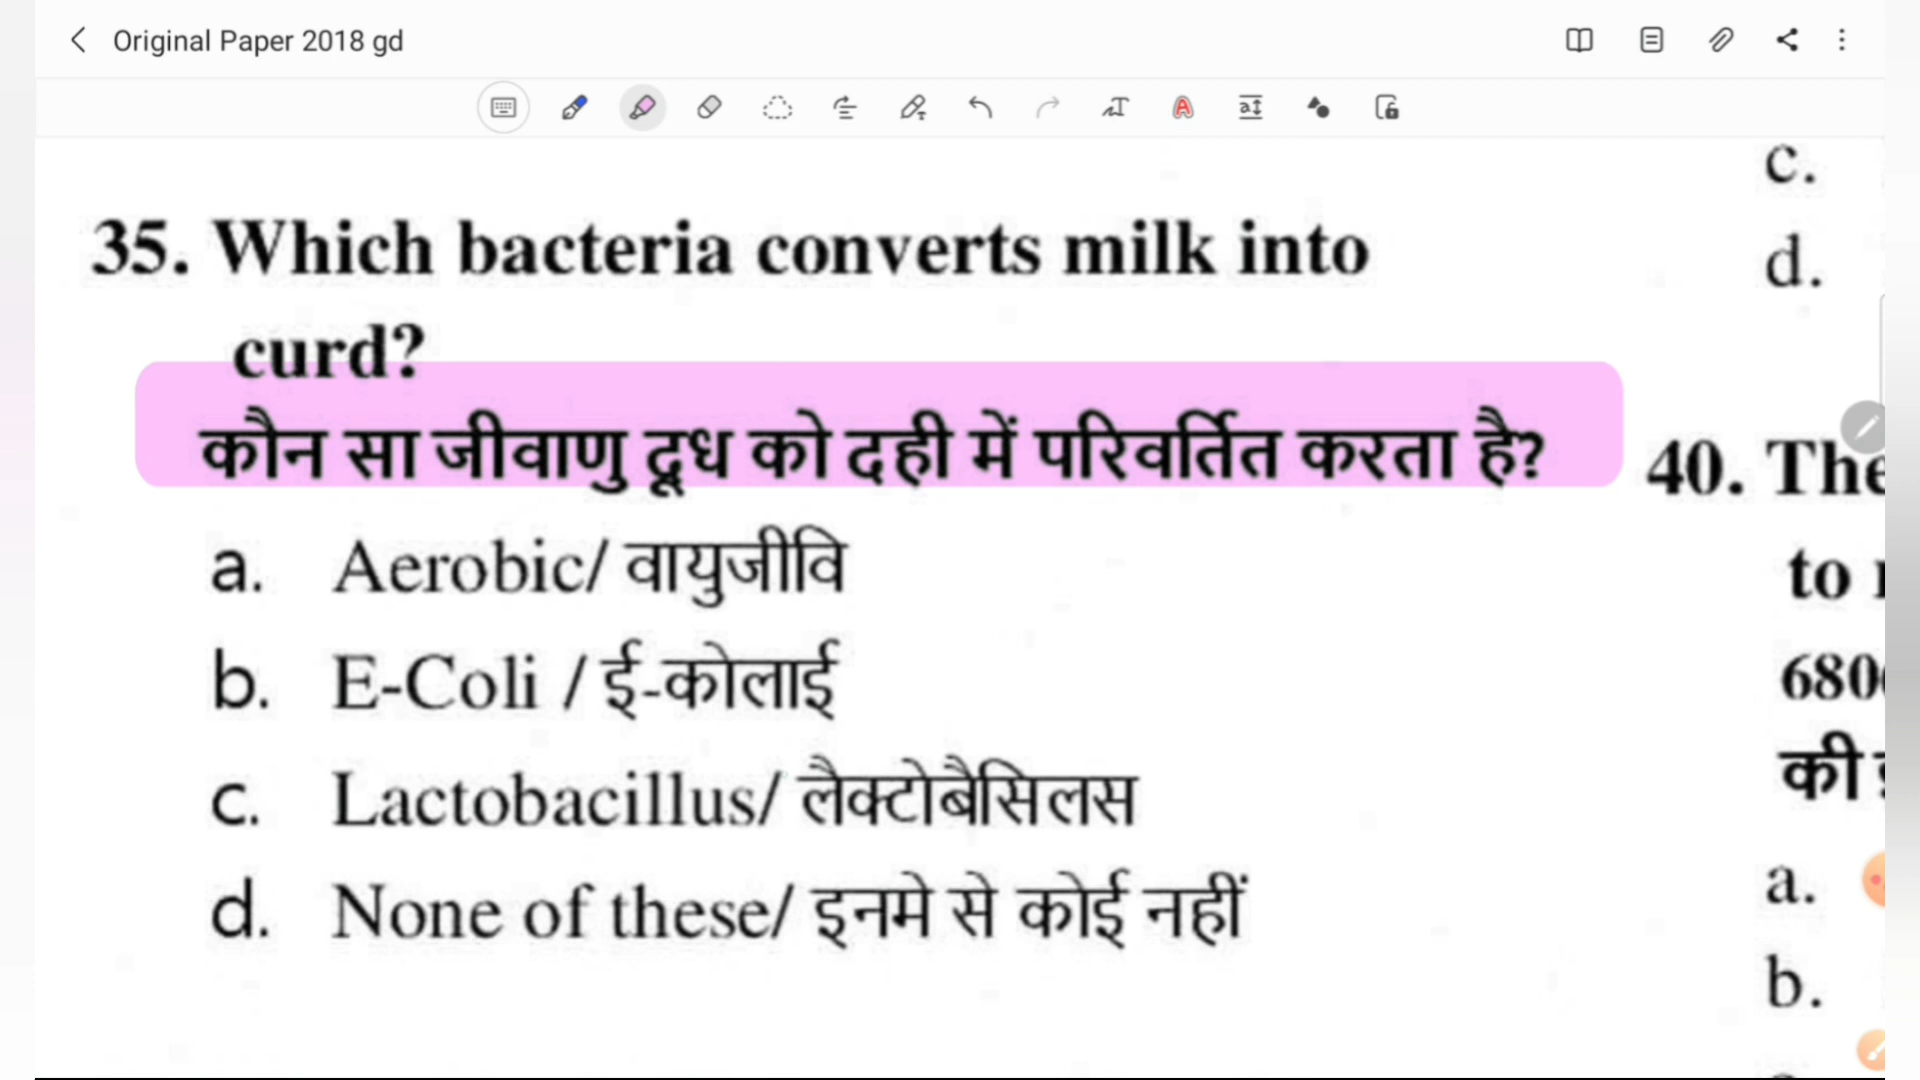 Original Paper 2018 gd
35. Which bacteria converts milk into
curd?
कौन सा जीवाणु दूध को दही में परिवर्तित करता है?
a. Aerobic/ वायुजीवि
b. E-Coli / ई-कोलाई
c. Lactobacillus/ लैक्टोबैसिलस
d. None of these/ इनमे से कोई नहीं
c.
d.
40. The
to
680
की
a.
b.